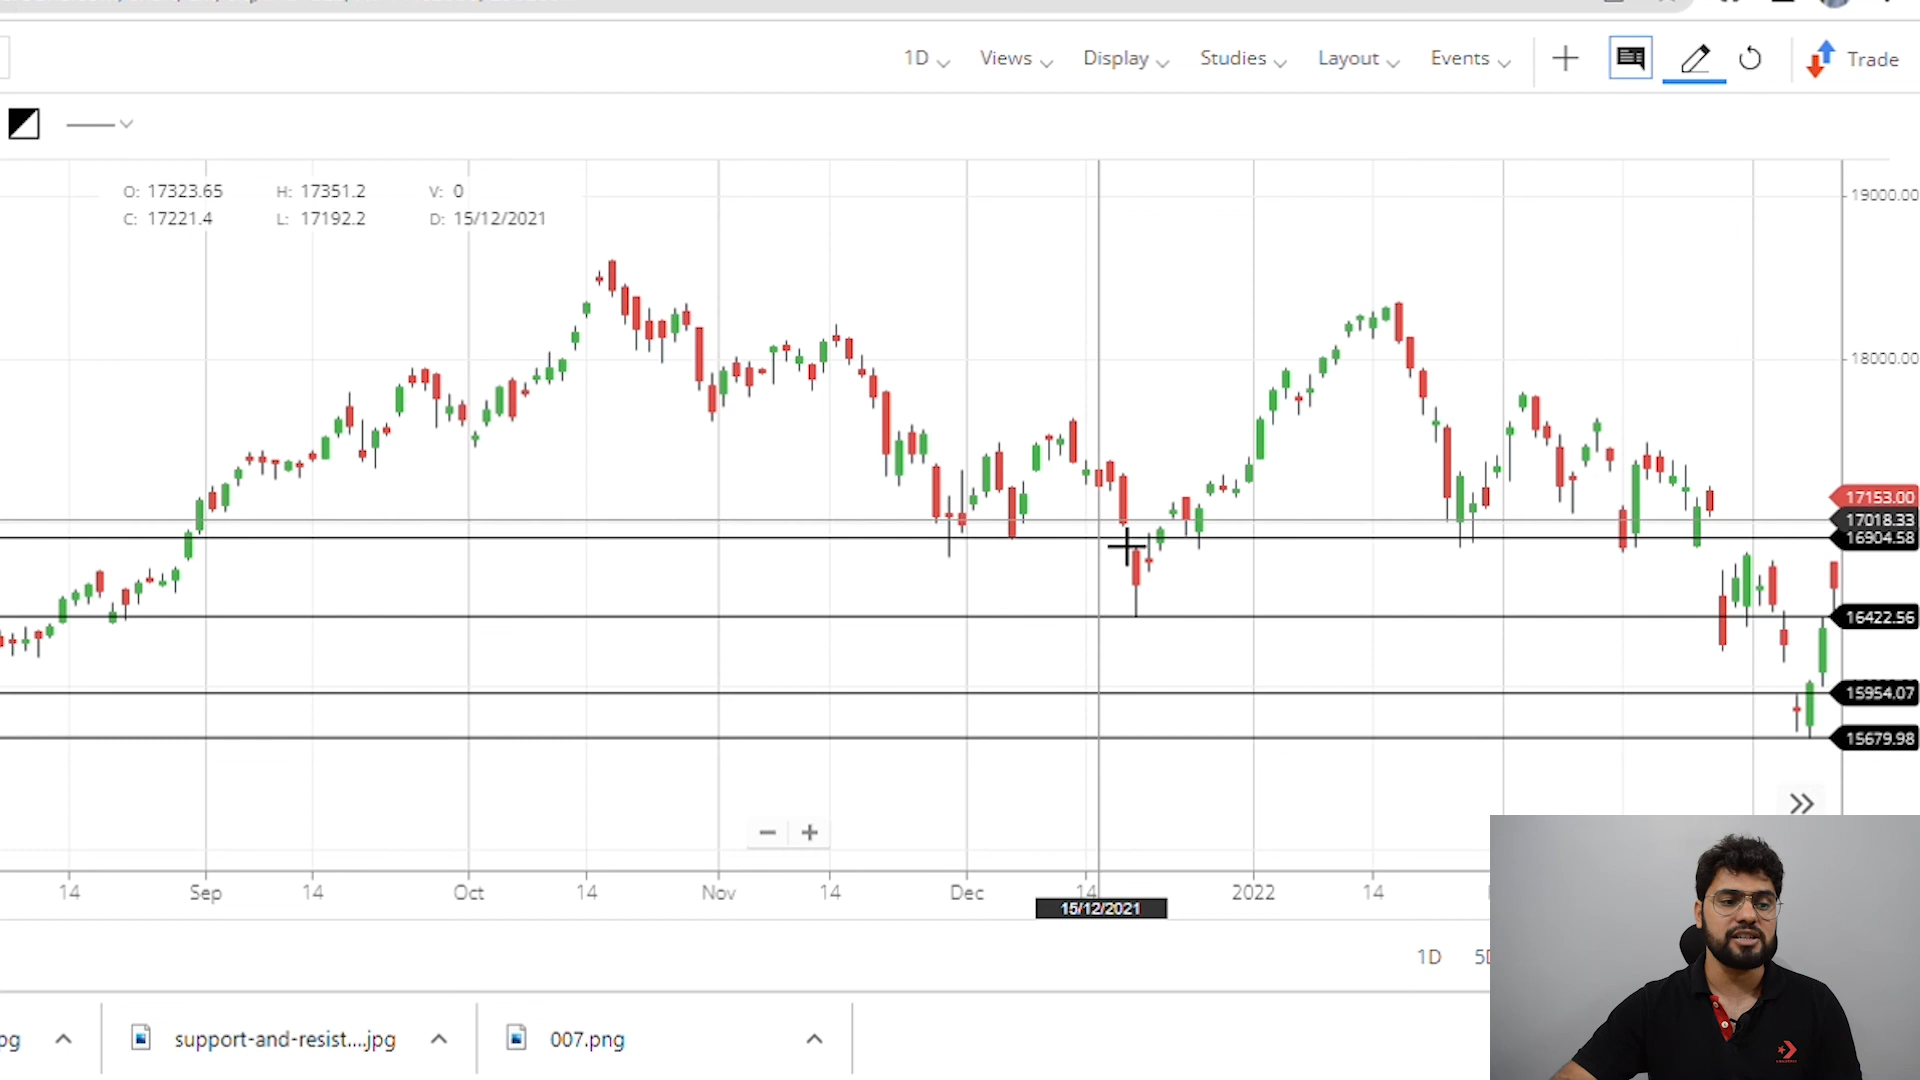 1D Views Display Studies Layout Events Trade
O: 17323.65 H: 17351.2 V: 0
C: 17221.4 L: 17192.2 D: 15/12/2021
19000.00
18000.00
17153.00
17018.33
16904.58
16422.56
15954.07
15679.98
14 Sep 14 Oct 14 Nov 14 Dec 14 2022 14
15/12/2021
1D 5D
pg support-and-resist....jpg 007.png